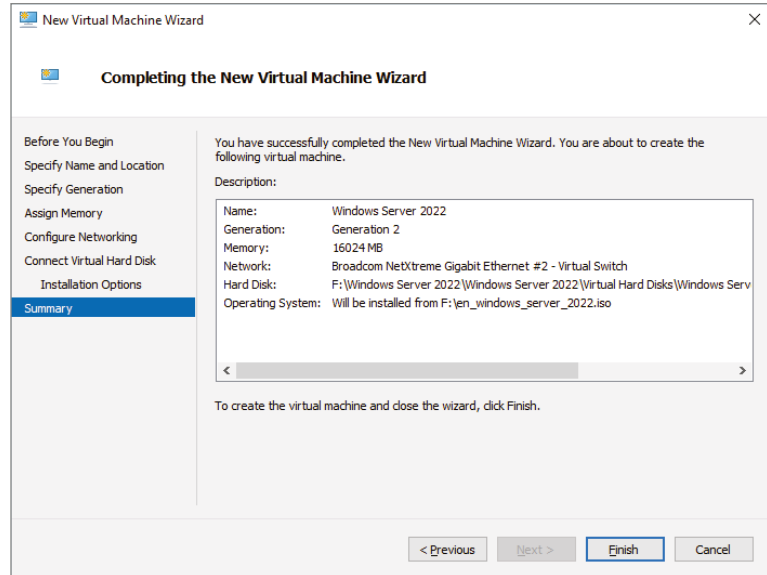 New Virtual Machine Wizard
Completing the New Virtual Machine Wizard
Before You Begin
Specify Name and Location
Specify Generation
Assign Memory
Configure Networking
Connect Virtual Hard Disk
Installation Options
Summary
You have successfully completed the New Virtual Machine Wizard. You are about to create the
following virtual machine.
Description:
Name: Windows Server 2022
Generation: Generation 2
Memory: 16024 MB
Network: Broadcom NetXtreme Gigabit Ethernet #2 - Virtual Switch
Hard Disk: F:\Windows Server 2022\Windows Server 2022\Virtual Hard Disks\Windows Serv
Operating System: Will be installed from F:\en_windows_server_2022.iso
To create the virtual machine and close the wizard, click Finish.
< Previous
Next >
Finish
Cancel